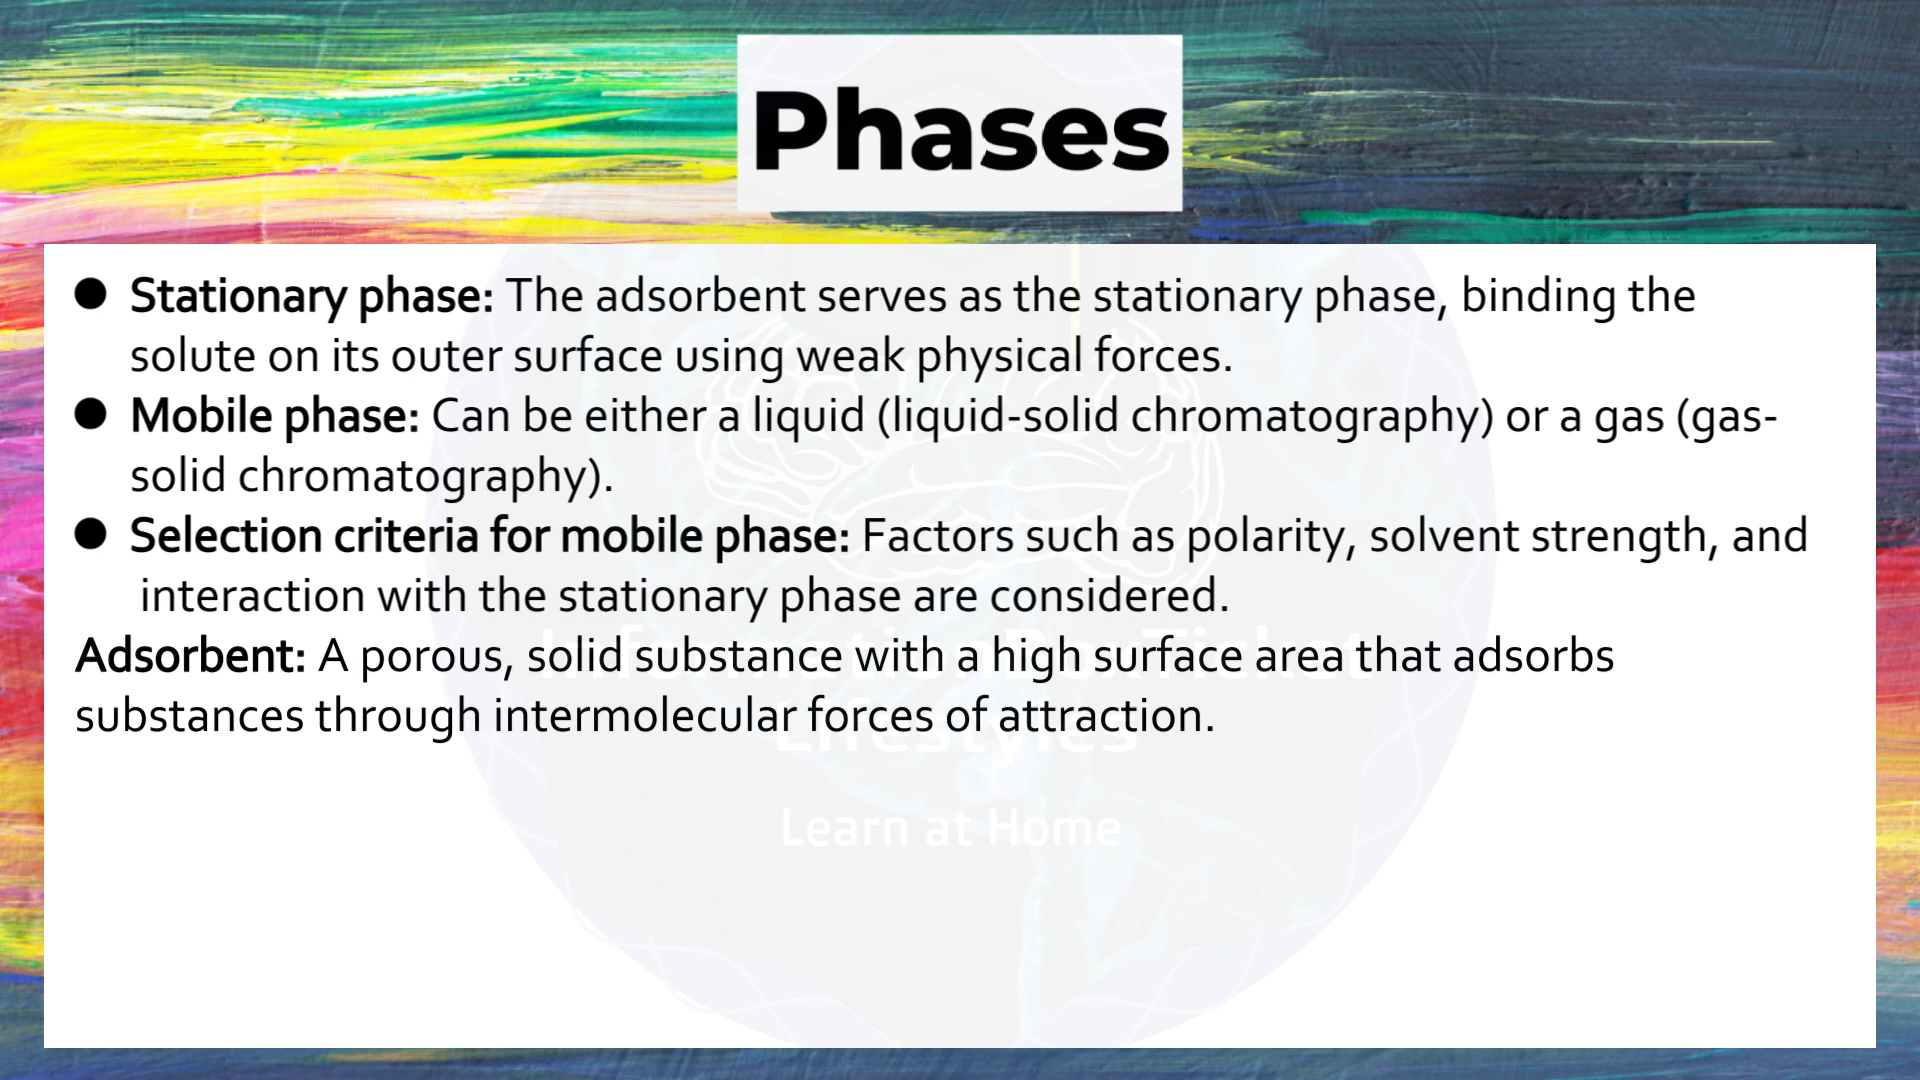 Phases
● Stationary phase: The adsorbent serves as the stationary phase, binding the
solute on its outer surface using weak physical forces.
● Mobile phase: Can be either a liquid (liquid-solid chromatography) or a gas (gas-
solid chromatography).
● Selection criteria for mobile phase: Factors such as polarity, solvent strength, and
interaction with the stationary phase are considered.
Adsorbent: A porous, solid substance with a high surface area that adsorbs
InformationBoxTicket
substances through intermolecular forces of attraction.
Lifestyles
Learn at Home